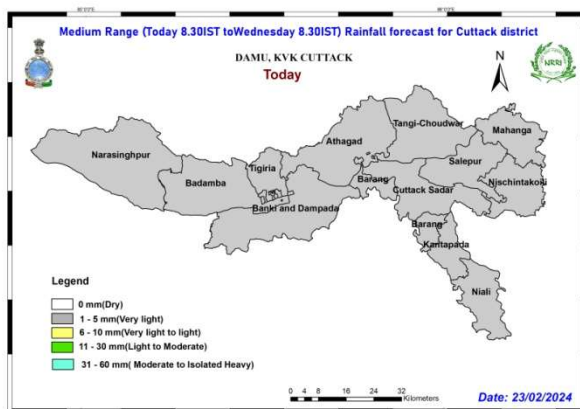 Medium Range (Today 8.30IST toWednesday 8.30IST) Rainfall forecast for Cuttack district
DAMU, KVK CUTTACK
Today
N
NRRI
Narasinghpur
Badamba
Tigiria
Athagad
Tangi-Choudwar
Mahanga
Salepur
Nischintakoili
Barang
Cuttack Sadar
Banki and Dampada
Barang
Kantapada
Niali
Legend
0 mm(Dry)
1 - 5 mm(Very light)
6 - 10 mm(Very light to light)
11 - 30 mm(Light to Moderate)
31 - 60 mm( Moderate to Isolated Heavy)
0 4 8 16 24 32
Kilometers
Date: 23/02/2024